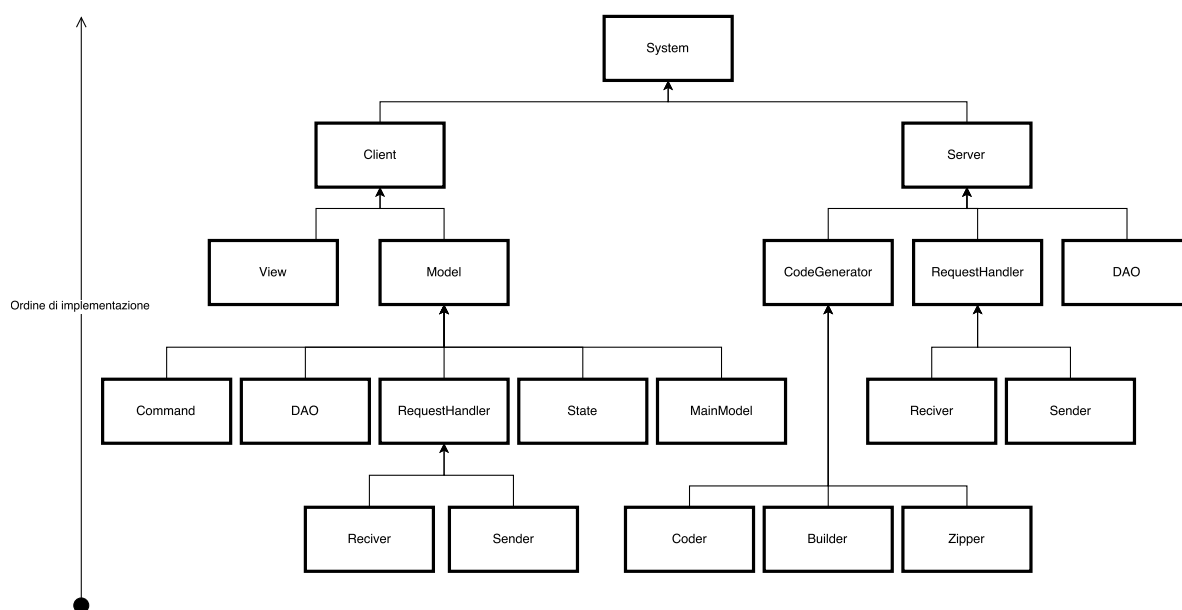 System
Client
Server
View
Model
CodeGenerator
RequestHandler
DAO
Ordine di implementazione
Command
DAO
RequestHandler
State
MainModel
Reciver
Sender
Reciver
Sender
Coder
Builder
Zipper